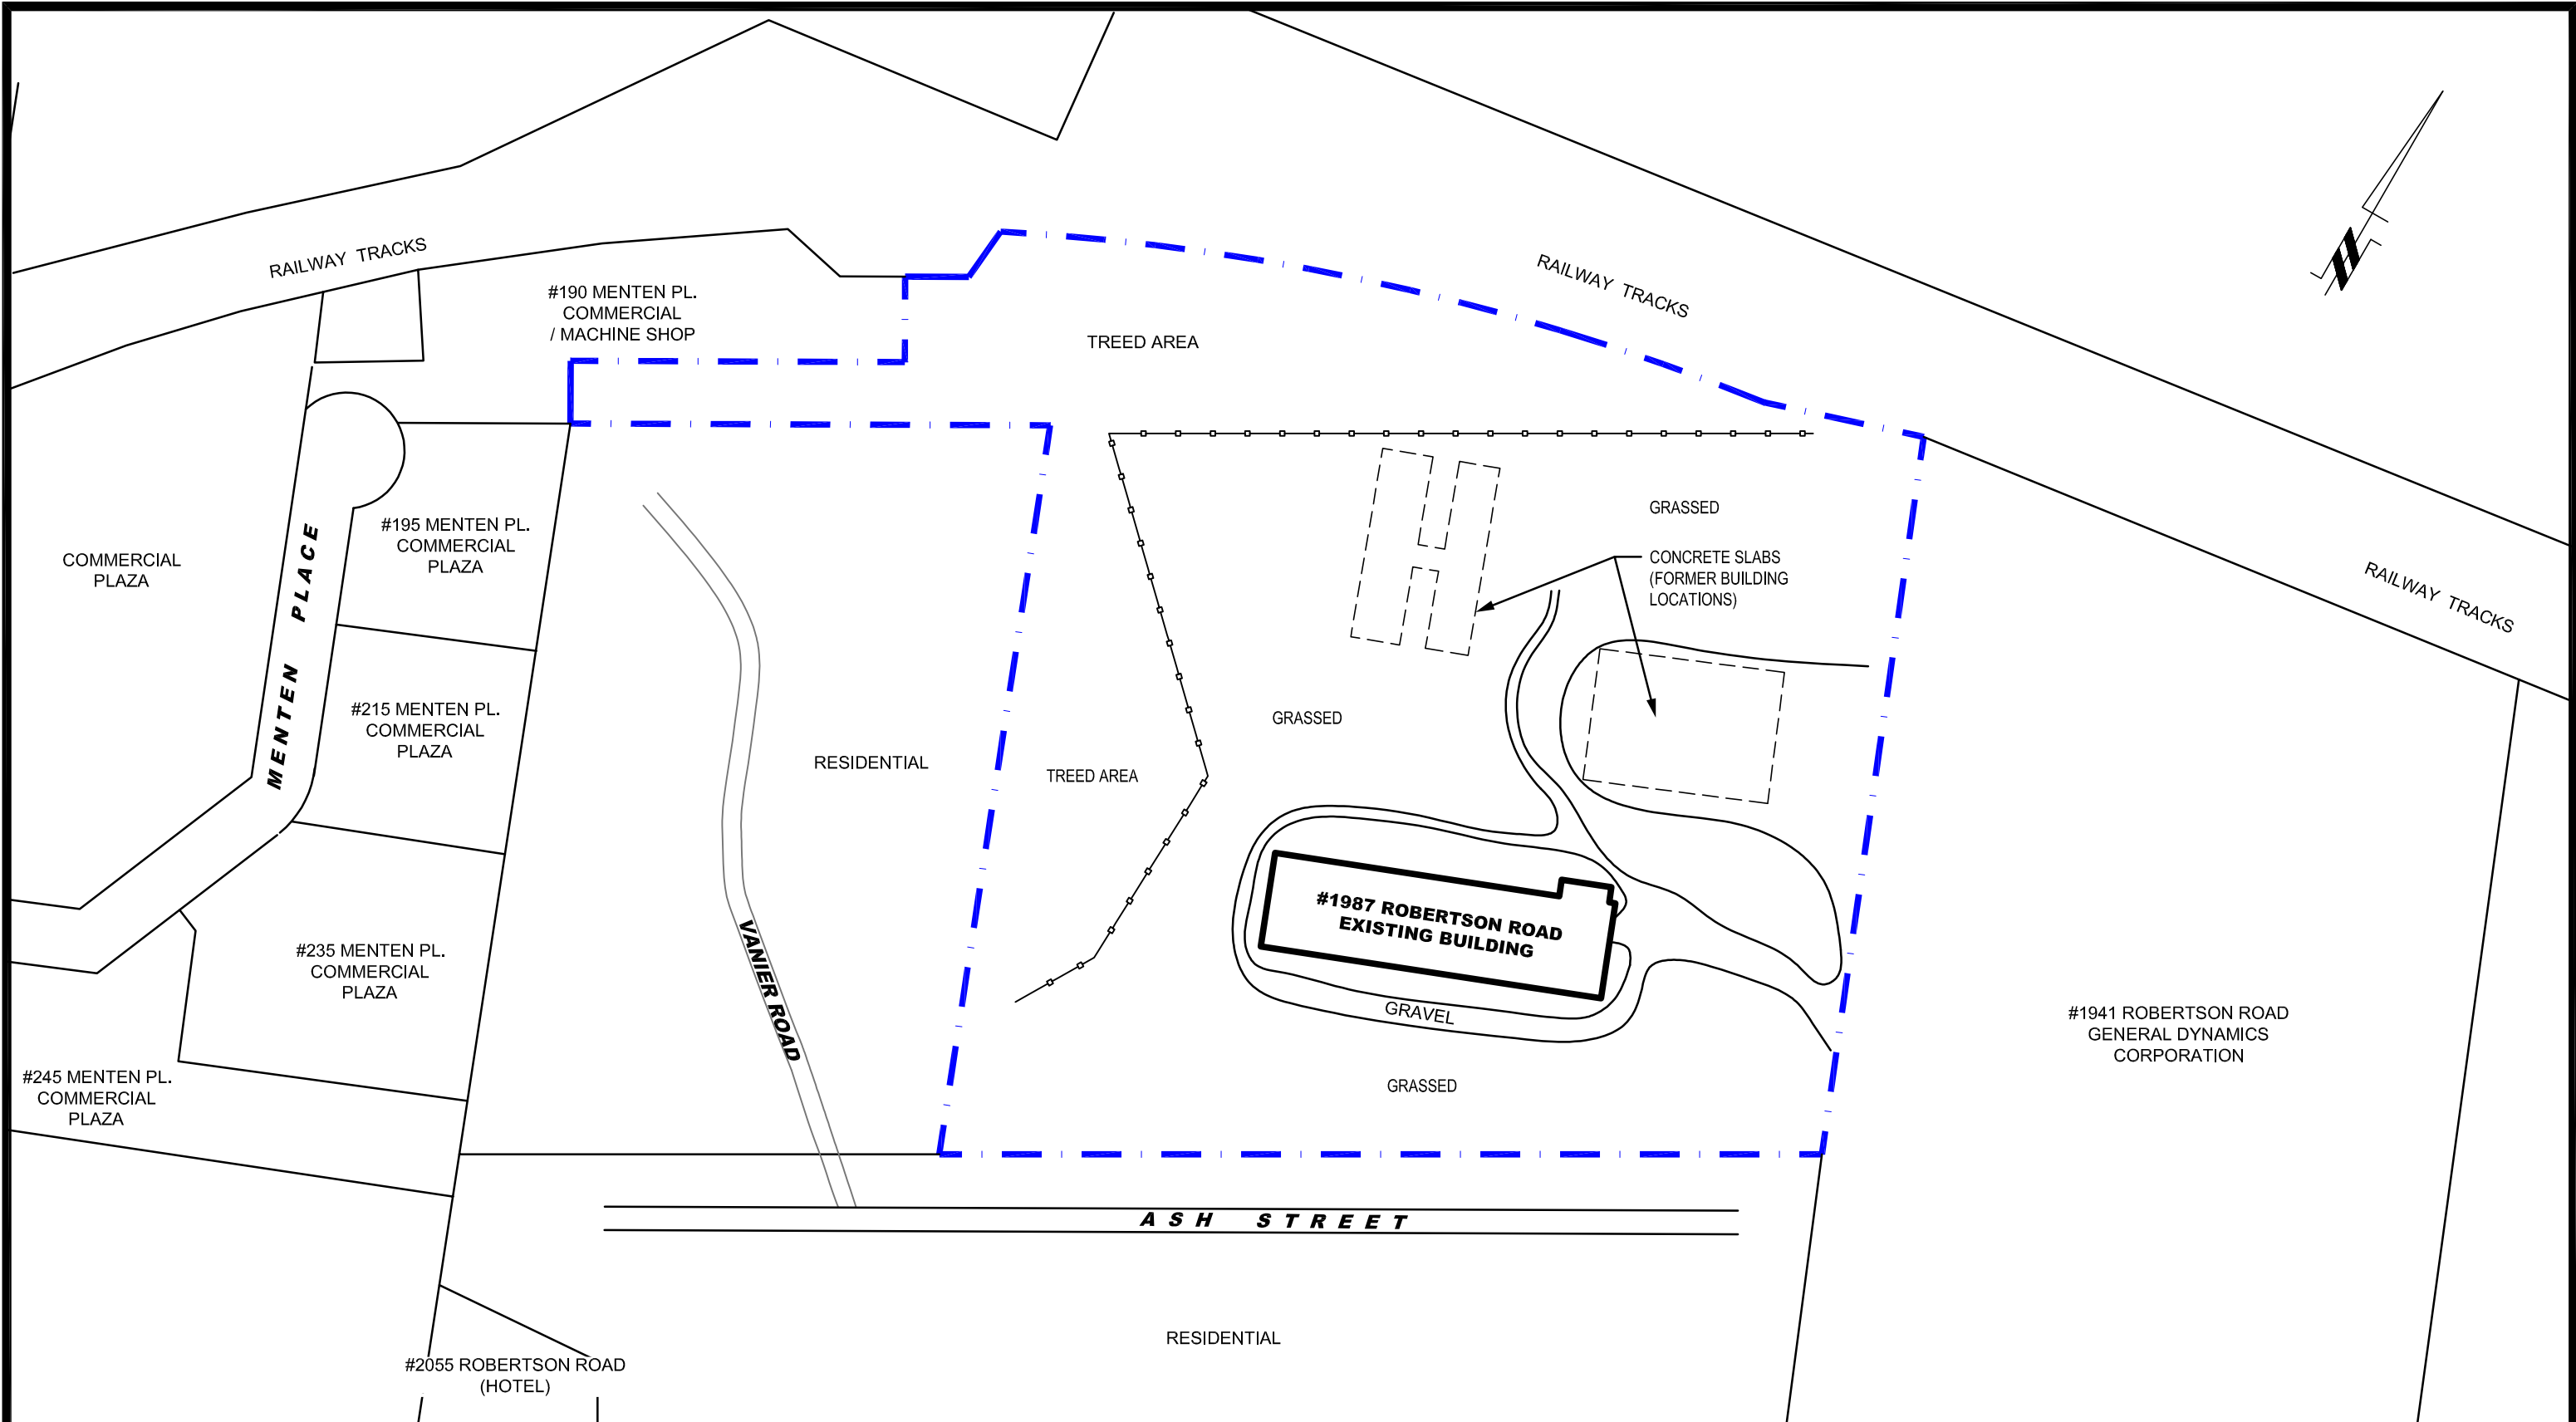 RAILWAY TRACKS
#190 MENTEN PL.
COMMERCIAL
/ MACHINE SHOP
RAILWAY TRACKS
TREED AREA
#195 MENTEN PL.
COMMERCIAL
PLAZA
COMMERCIAL
PLAZA
MENTEN PLACE
#215 MENTEN PL.
COMMERCIAL
PLAZA
#235 MENTEN PL.
COMMERCIAL
PLAZA
#245 MENTEN PL.
COMMERCIAL
PLAZA
RESIDENTIAL
VANIER ROAD
TREED AREA
GRASSED
GRASSED
CONCRETE SLABS
(FORMER BUILDING
LOCATIONS)
RAILWAY TRACKS
#1987 ROBERTSON ROAD
EXISTING BUILDING
GRAVEL
GRASSED
#1941 ROBERTSON ROAD
GENERAL DYNAMICS
CORPORATION
ASH STREET
RESIDENTIAL
#2055 ROBERTSON ROAD
(HOTEL)